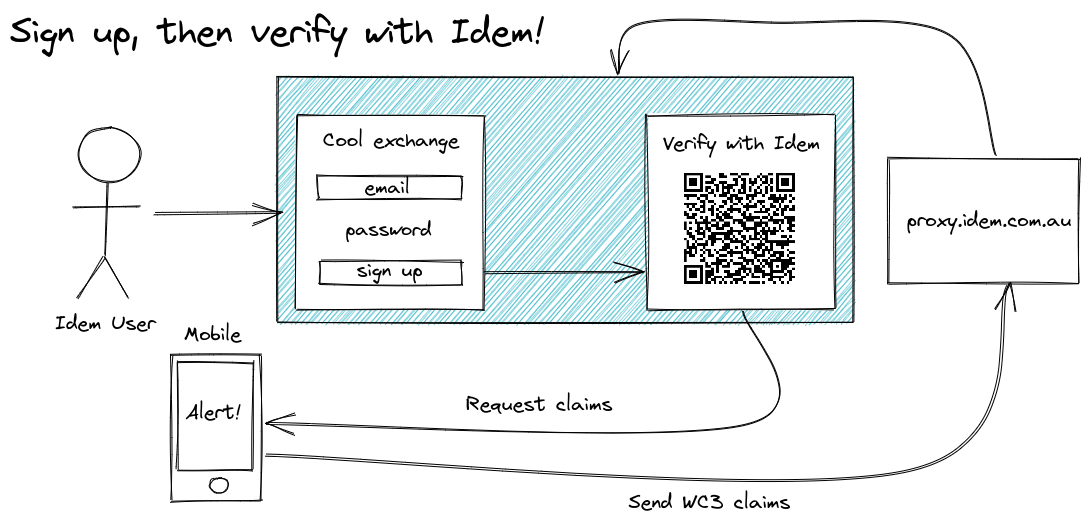 Sign up, then verify with Idem!
Cool exchange
email
password
sign up
Verify with Idem
proxy.idem.com.au
Idem User
Mobile
Alert!
Request claims
Send WC3 claims